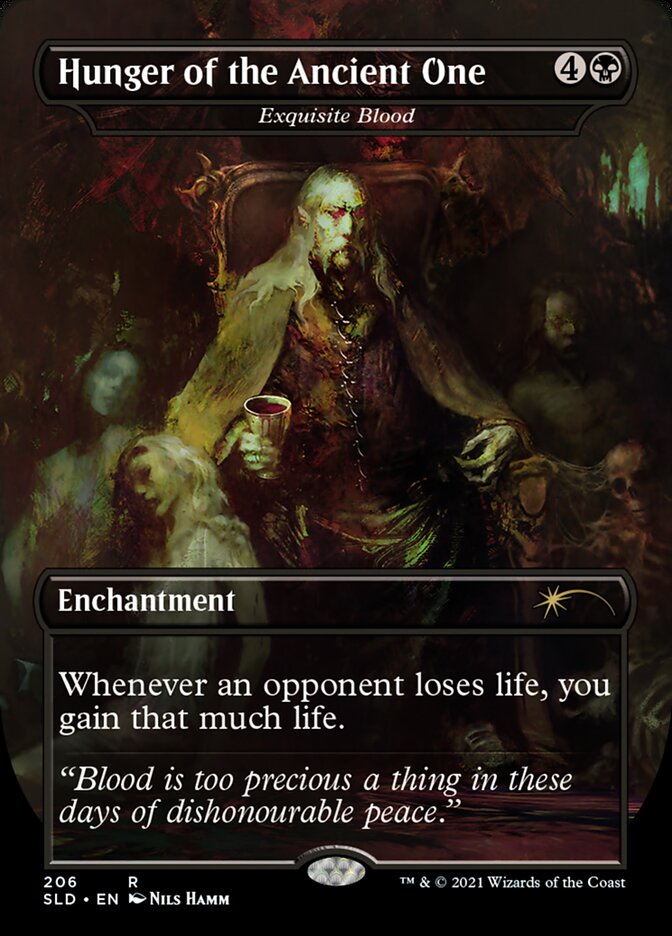 Hunger of the Ancient One 4
Exquisite Blood
Enchantment
Whenever an opponent loses life, you
gain that much life.
“Blood is too precious a thing in these
days of dishonourable peace.”
206 R
SLD • EN Nils Hamm
™ & © 2021 Wizards of the Coast